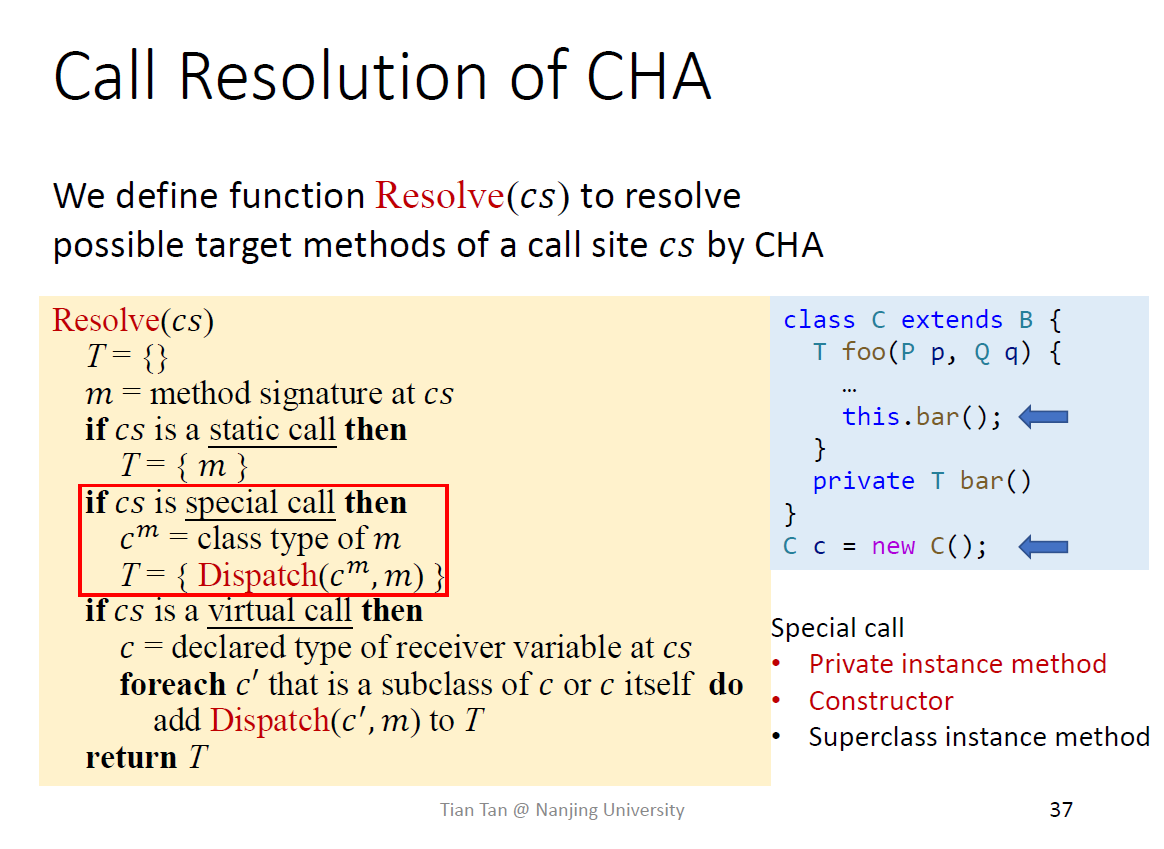 Call Resolution of CHA
We define function Resolve(cs) to resolve
possible target methods of a call site cs by CHA
Resolve(cs)
T = {}
m = method signature at cs
if cs is a static call then
T = { m }
if cs is special call then
c^m = class type of m
T = { Dispatch(c^m, m) }
if cs is a virtual call then
c = declared type of receiver variable at cs
foreach c′ that is a subclass of c or c itself do
add Dispatch(c′, m) to T
return T
class C extends B {
T foo(P p, Q q) {
…
this.bar();
}
private T bar()
}
C c = new C();
Special call
• Private instance method
• Constructor
• Superclass instance method
Tian Tan @ Nanjing University
37